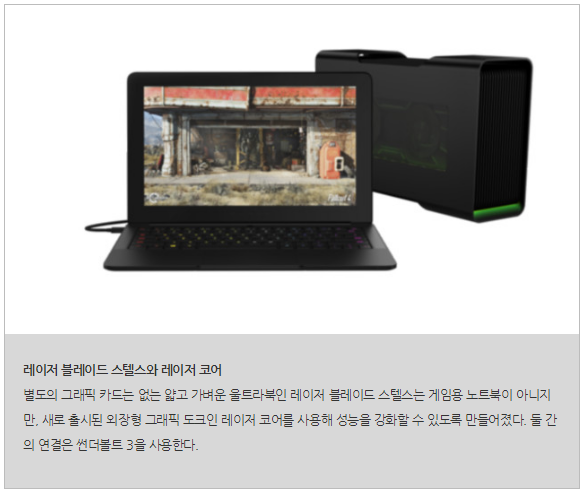 레이저 블레이드 스텔스와 레이저 코어
별도의 그래픽 카드는 없는 얇고 가벼운 울트라북인 레이저 블레이드 스텔스는 게임용 노트북이 아니지
만, 새로 출시된 외장형 그래픽 도크인 레이저 코어를 사용해 성능을 강화할 수 있도록 만들어졌다. 둘 간
의 연결은 썬더볼트 3을 사용한다.